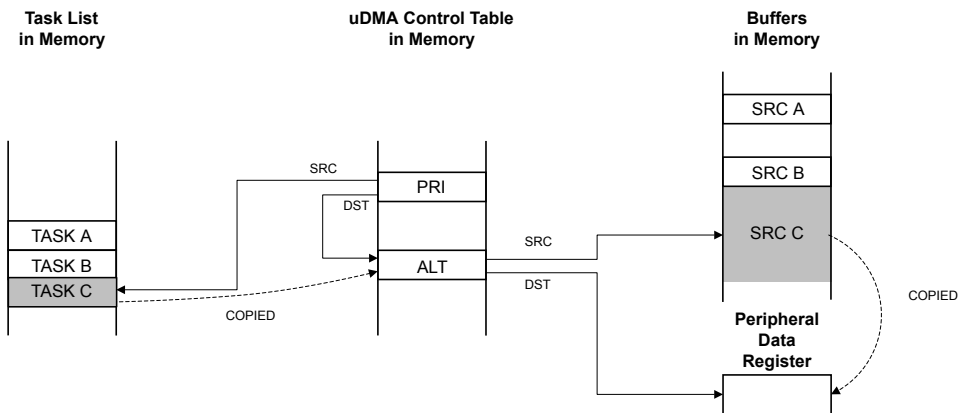 Task List
in Memory
uDMA Control Table
in Memory
Buffers
in Memory
SRC A
SRC
PRI
SRC B
DST
TASK A
SRC C
SRC
TASK B
ALT
TASK C
DST
COPIED
COPIED
Peripheral
Data
Register